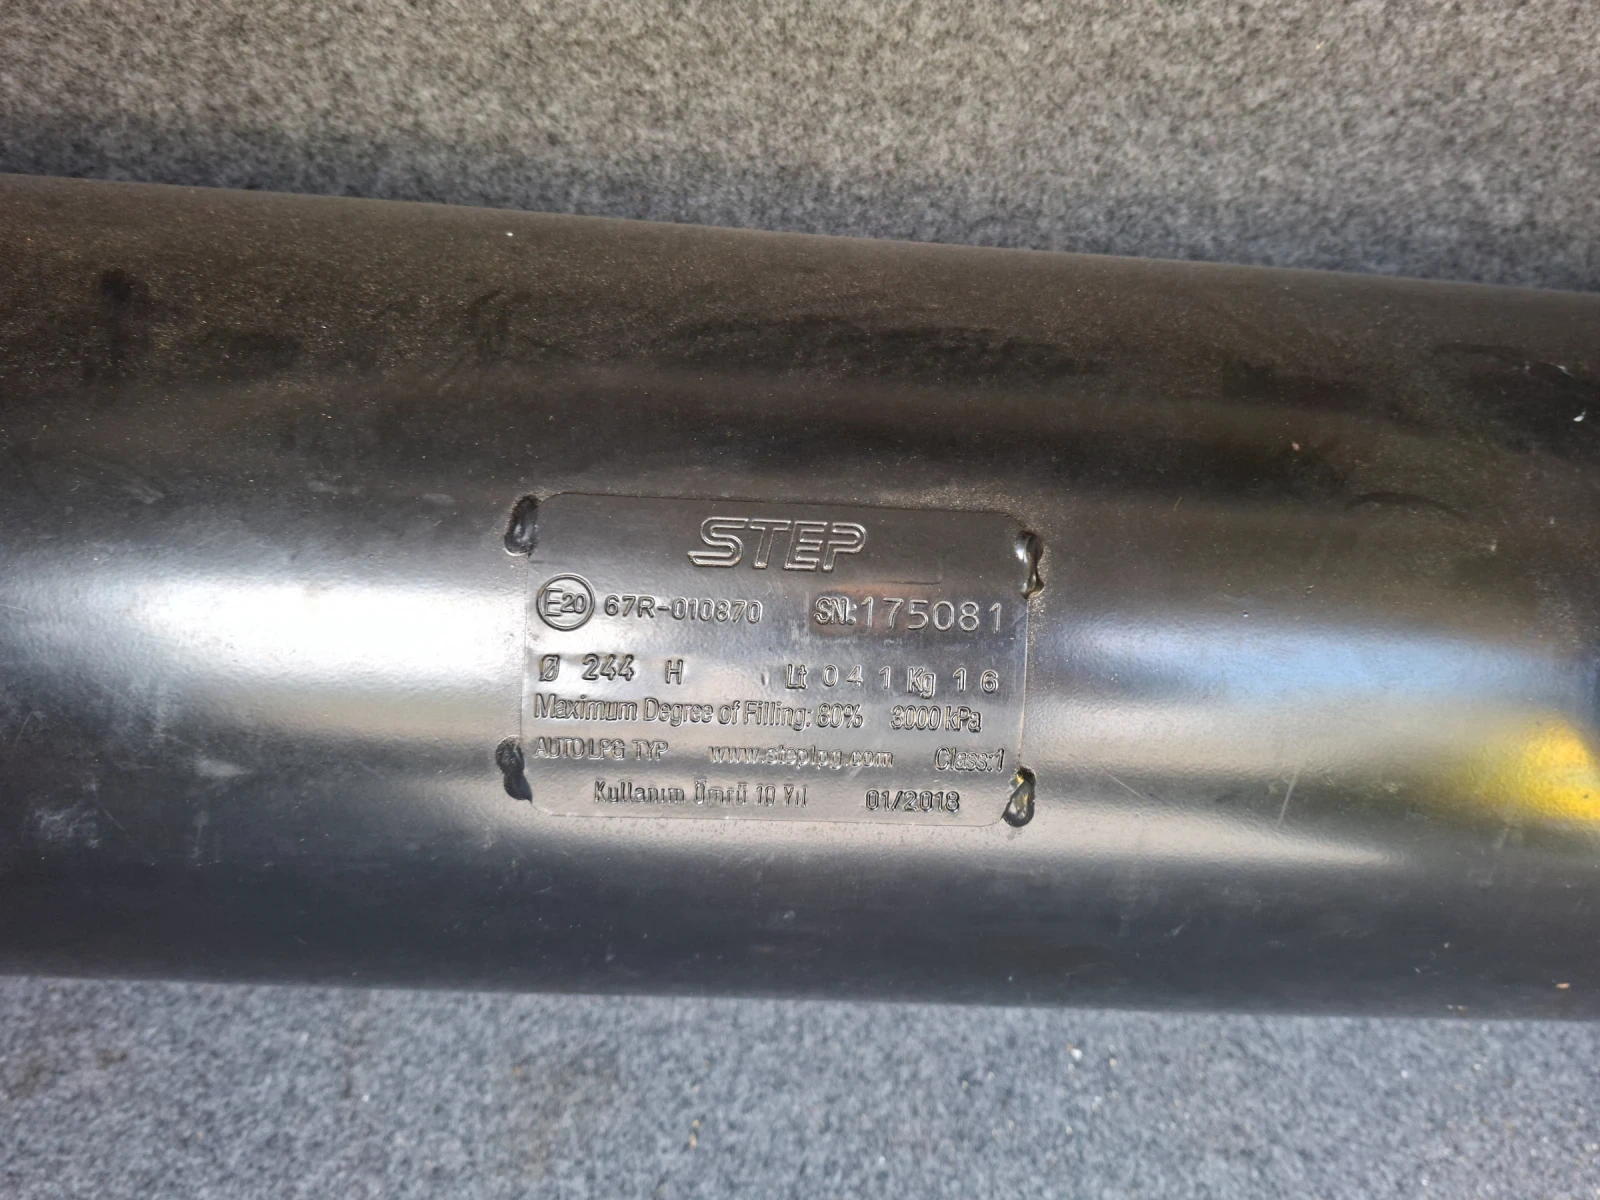 STEP
E20 67R-010870 SN:175081
Ø 244 H Lt 041 Kg 16
Maximum Degree of Filling: 80% 3000 kPa
AUTO LPG TYP www.steplpg.com Class:1
Kullanım Ömrü 10 Yıl 01/2018